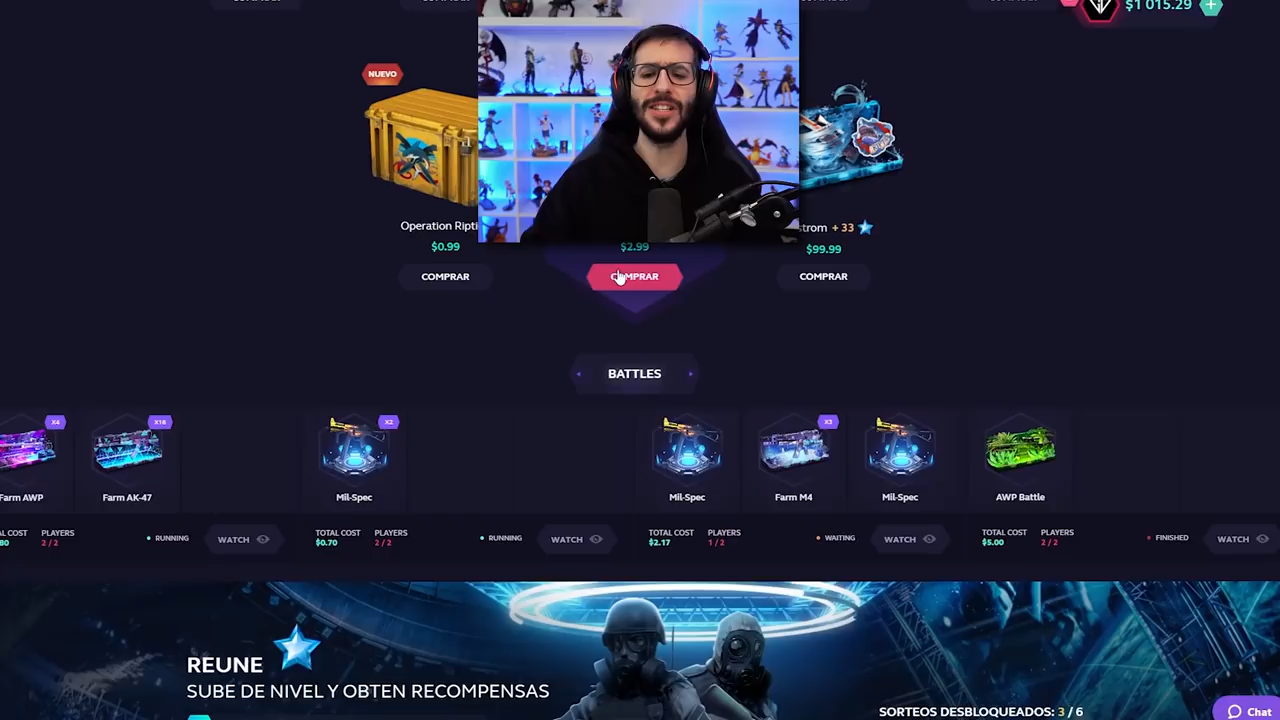 $1 015.29
NUEVO
Operation Ripti
$0.99
COMPRAR
$2.99
COMPRAR
strom + 33
$99.99
COMPRAR
BATTLES
X4
Farm AWP
X16
Farm AK-47
X2
Mil-Spec
Mil-Spec
X3
Farm M4
Mil-Spec
AWP Battle
AL COST
80
PLAYERS
2 / 2
RUNNING
WATCH
TOTAL COST
$0.70
PLAYERS
2 / 2
RUNNING
WATCH
TOTAL COST
$2.17
PLAYERS
1 / 2
WAITING
WATCH
TOTAL COST
$5.00
PLAYERS
2 / 2
FINISHED
WATCH
REUNE
SUBE DE NIVEL Y OBTEN RECOMPENSAS
SORTEOS DESBLOQUEADOS: 3 / 6
Chat